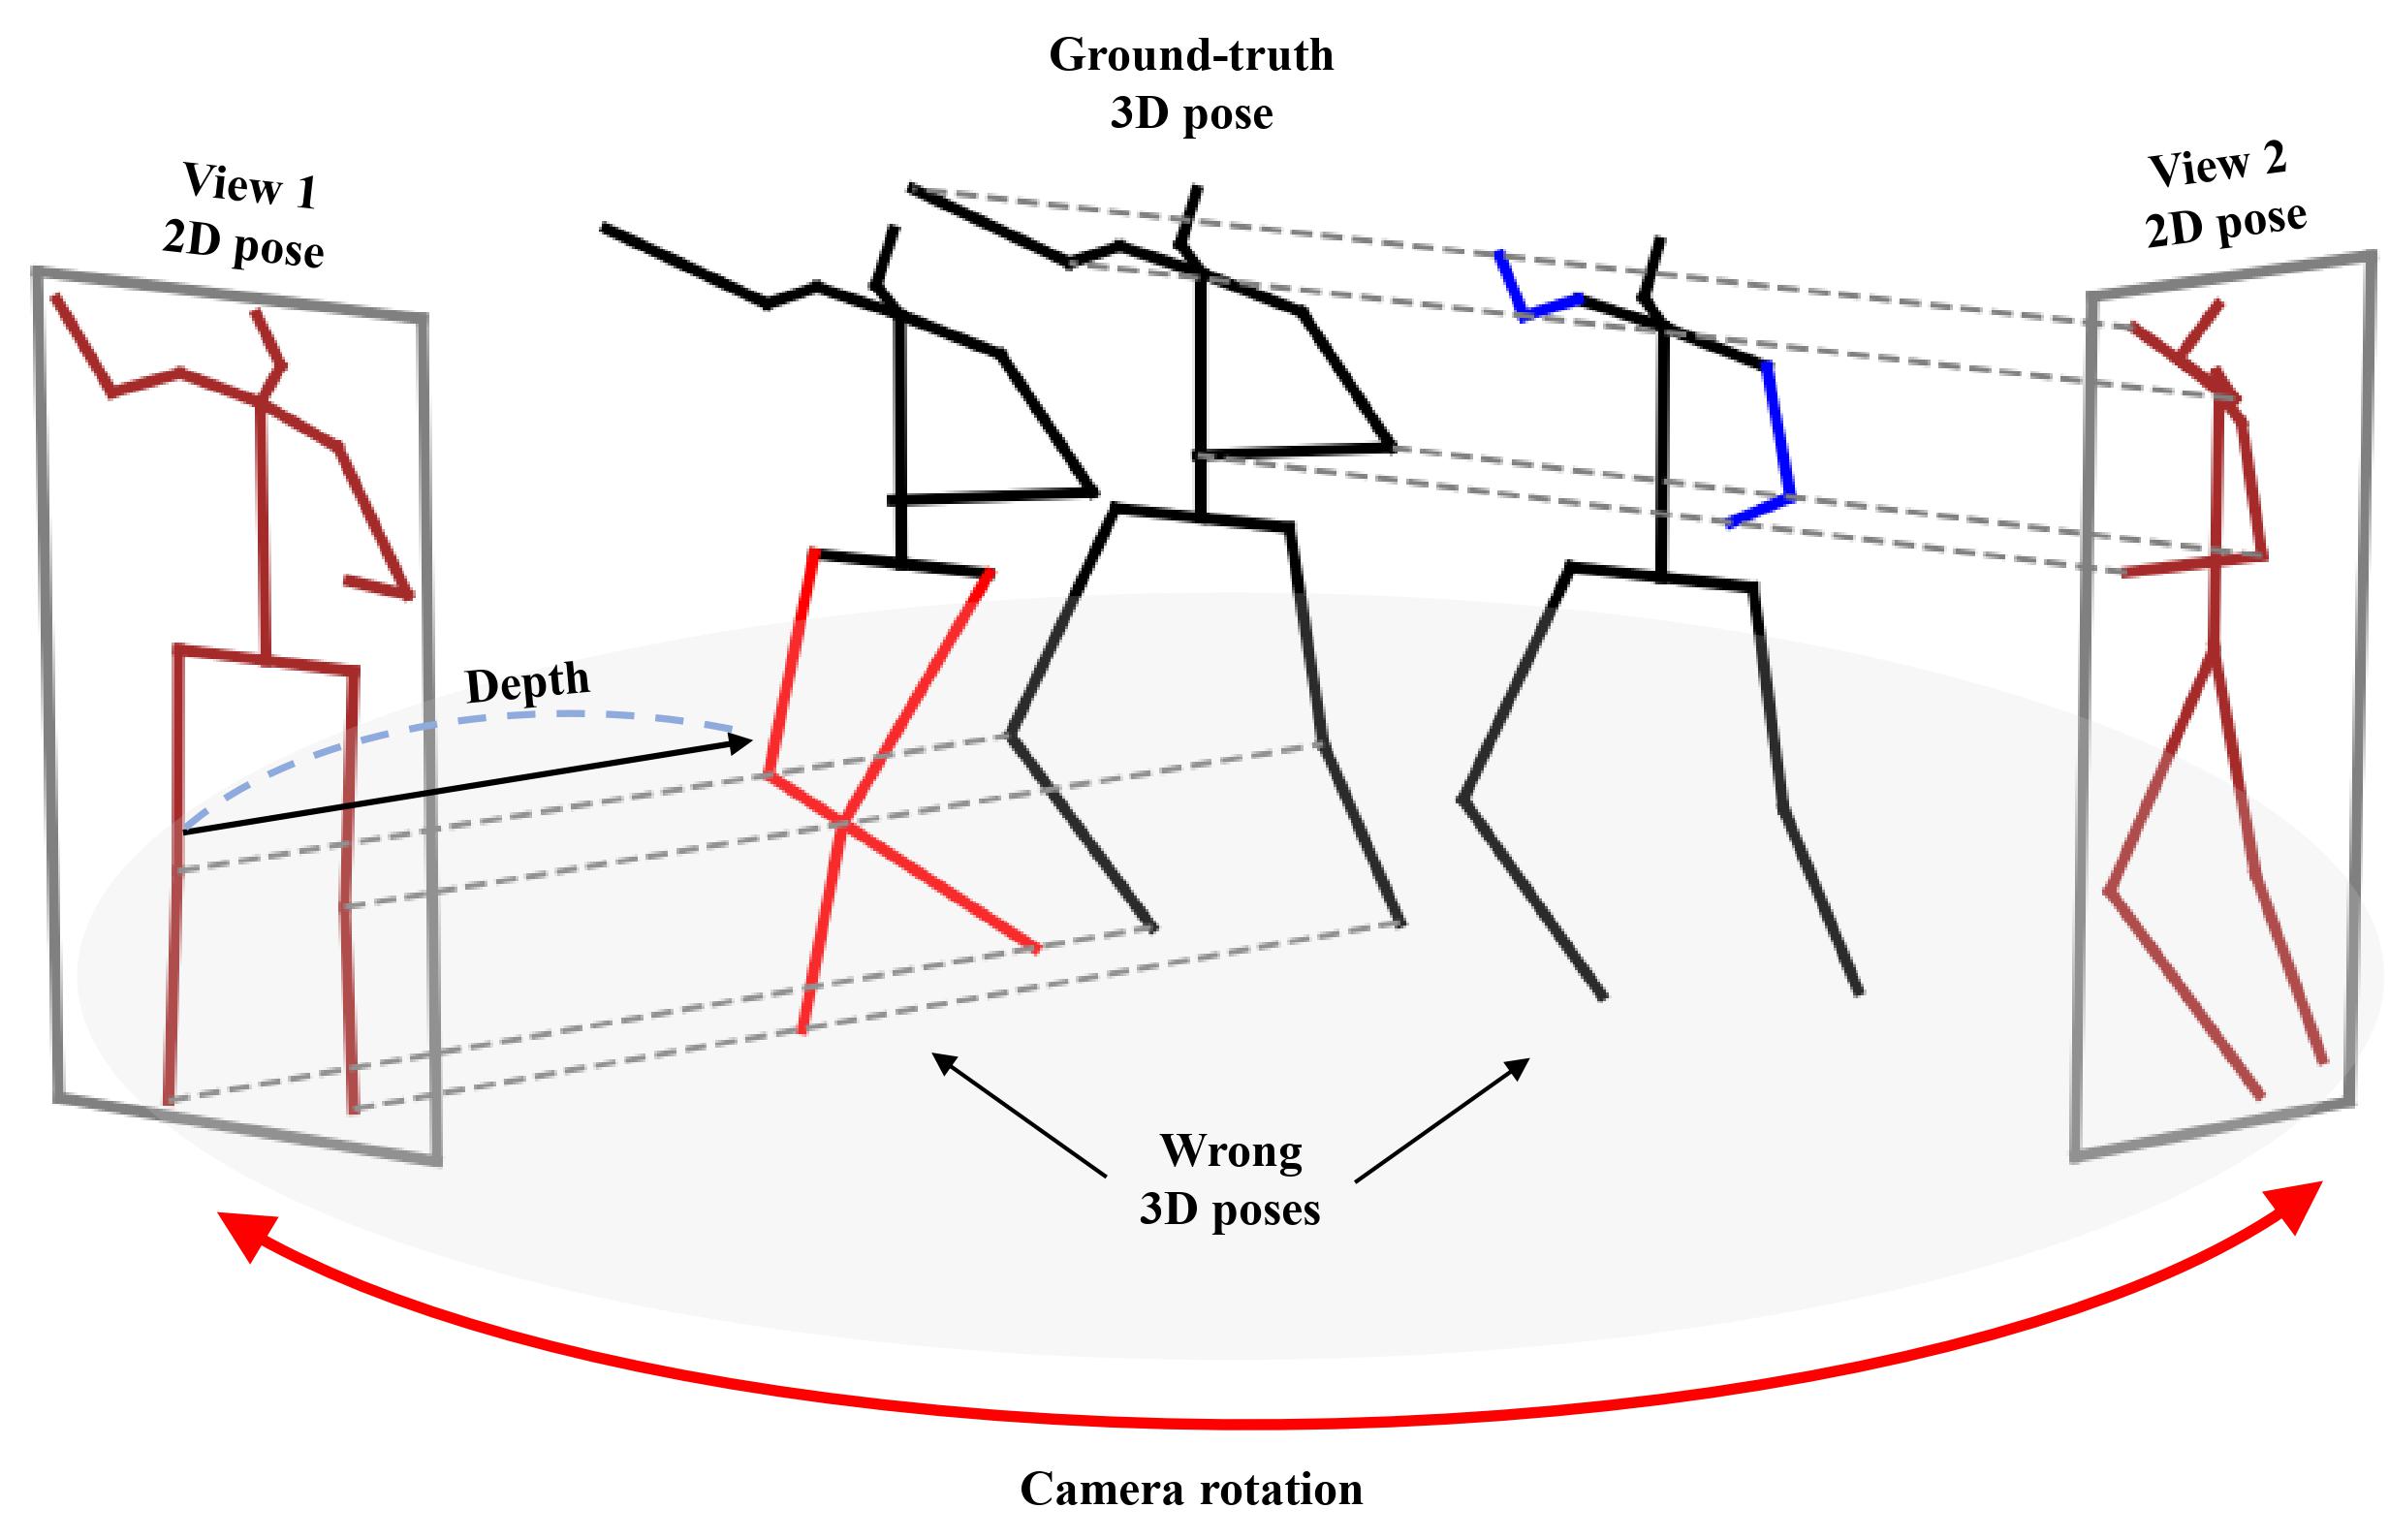 Ground-truth
3D pose
View 1
2D pose
View 2
2D pose
Depth
Wrong
3D poses
Camera rotation